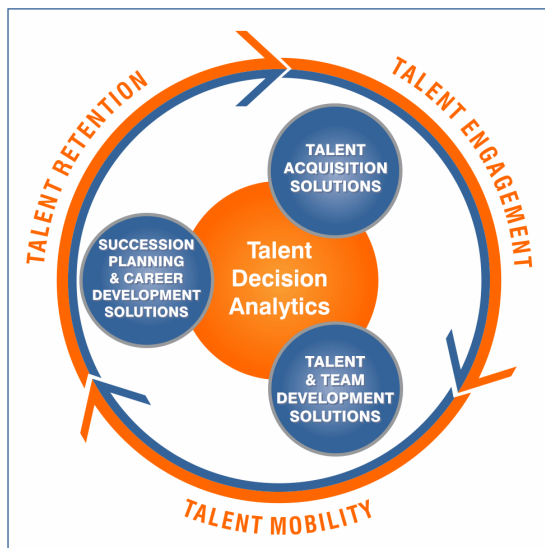 TALENT RETENTION
TALENT ENGAGEMENT
TALENT
ACQUISITION
SOLUTIONS
SUCCESSION
PLANNING
& CAREER
DEVELOPMENT
SOLUTIONS
Talent
Decision
Analytics
TALENT
& TEAM
DEVELOPMENT
SOLUTIONS
TALENT MOBILITY